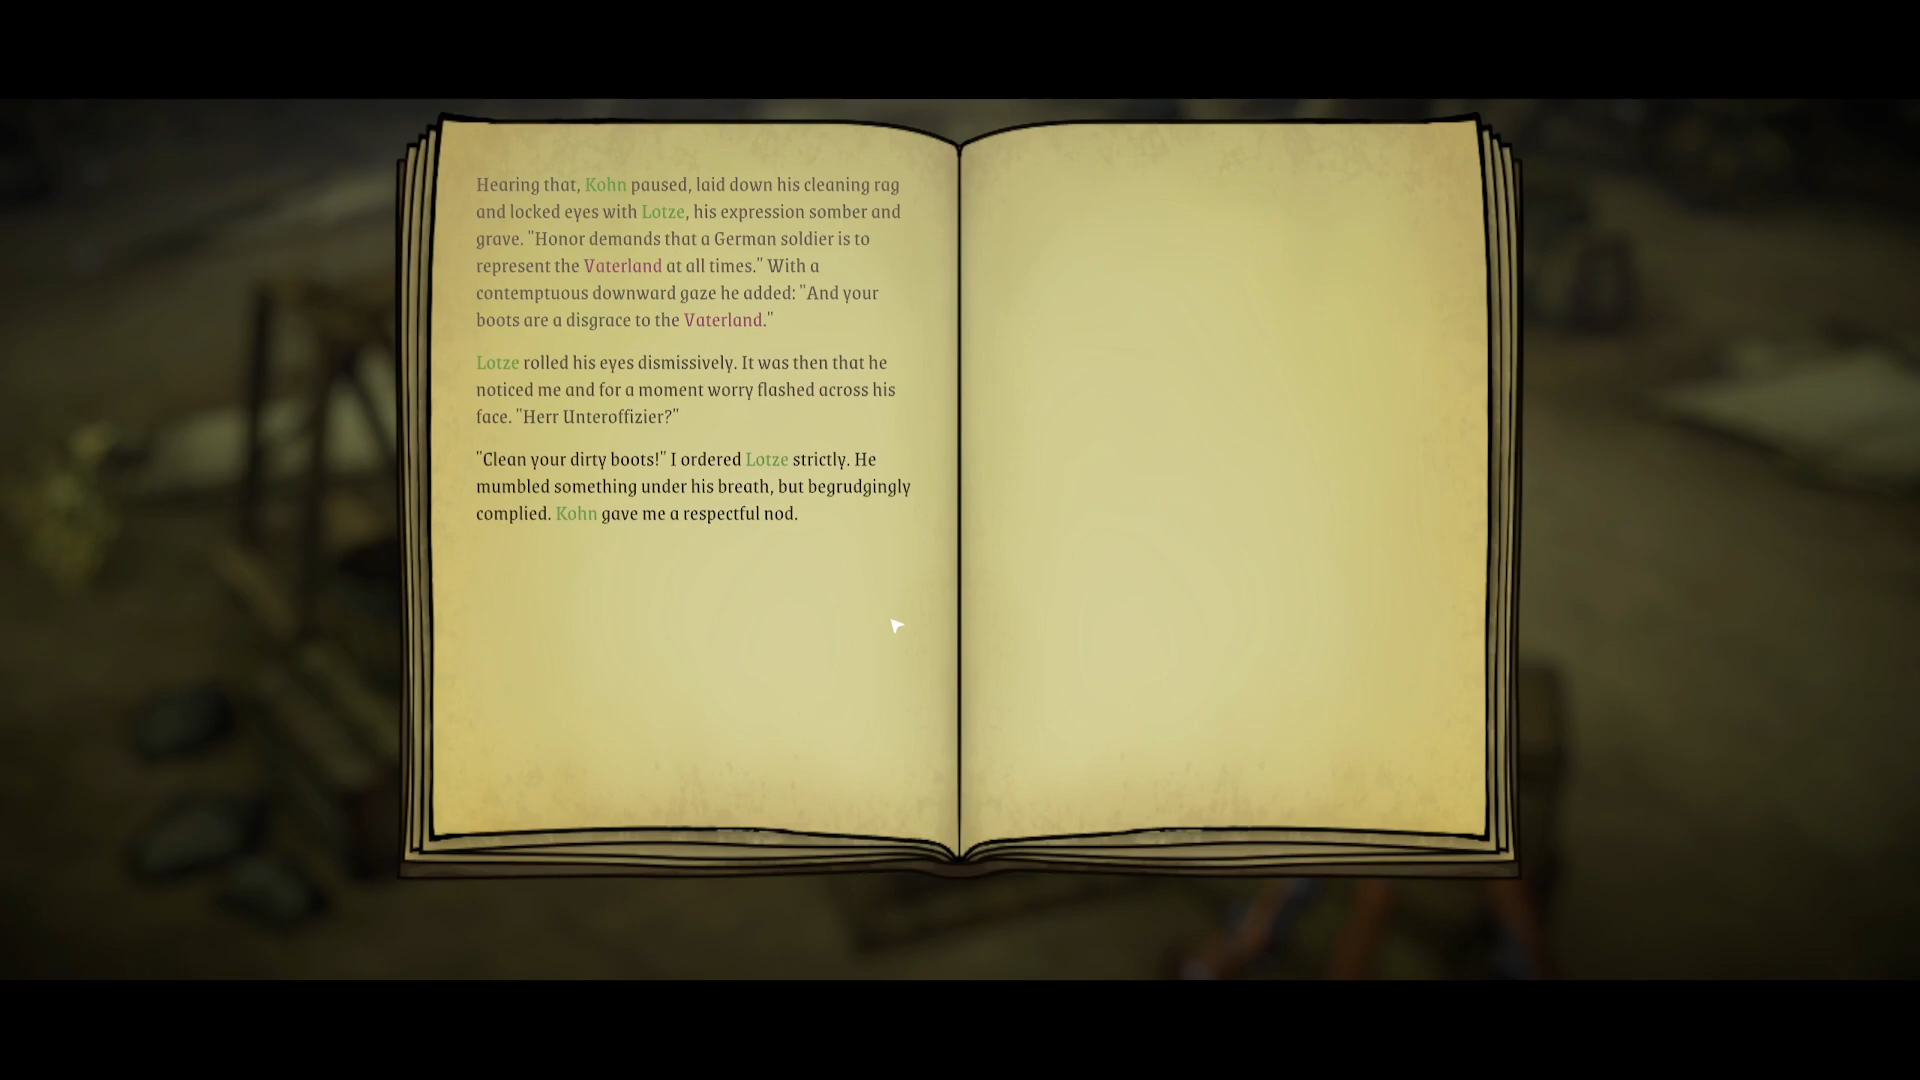 Hearing that, Kohn paused, laid down his cleaning rag
and locked eyes with Lotze, his expression somber and
grave. "Honor demands that a German soldier is to
represent the Vaterland at all times." With a
contemptuous downward gaze he added: "And your
boots are a disgrace to the Vaterland."
Lotze rolled his eyes dismissively. It was then that he
noticed me and for a moment worry flashed across his
face. "Herr Unteroffizier?"
"Clean your dirty boots!" I ordered Lotze strictly. He
mumbled something under his breath, but begrudgingly
complied. Kohn gave me a respectful nod.